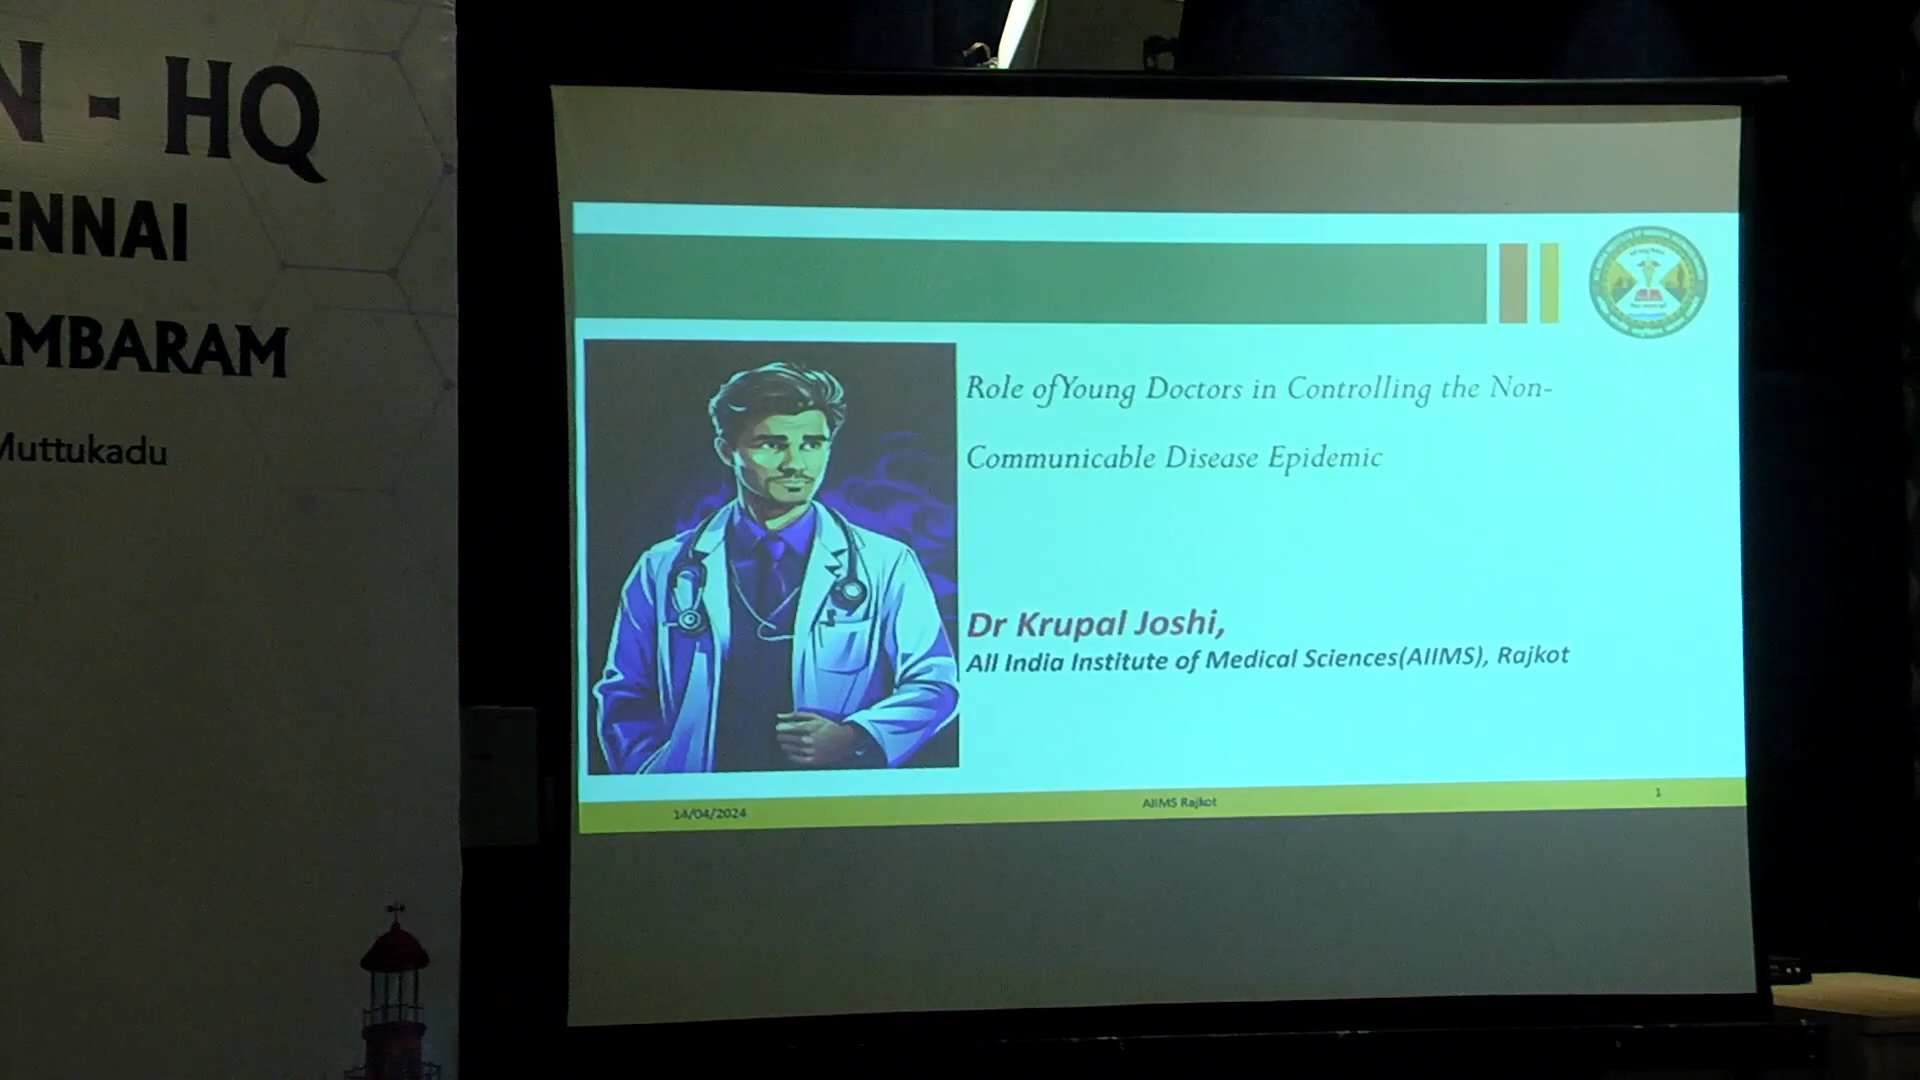 N - HQ
ENNAI
AMBARAM
Muttukadu
Role of Young Doctors in Controlling the Non-
Communicable Disease Epidemic
Dr Krupal Joshi,
All India Institute of Medical Sciences(AIIMS), Rajkot
14/04/2024
AIIMS Rajkot
1